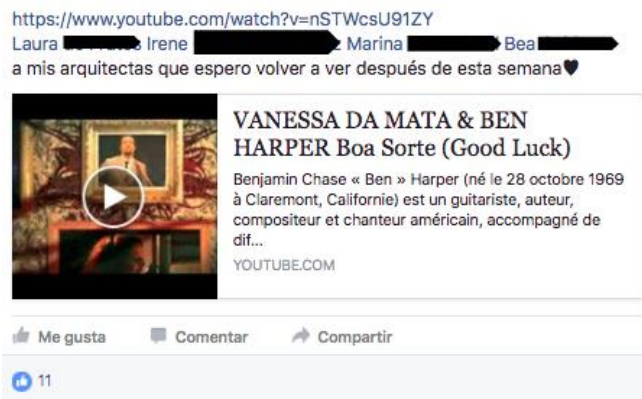 https://www.youtube.com/watch?v=nSTWcsU91ZY
Laura Irene Marina Bea
a mis arquitectas que espero volver a ver después de esta semana♥
VANESSA DA MATA & BEN
HARPER Boa Sorte (Good Luck)
Benjamin Chase « Ben » Harper (né le 28 octobre 1969
à Claremont, Californie) est un guitariste, auteur,
compositeur et chanteur américain, accompagné de
dif...
YOUTUBE.COM
Me gusta Comentar Compartir
11